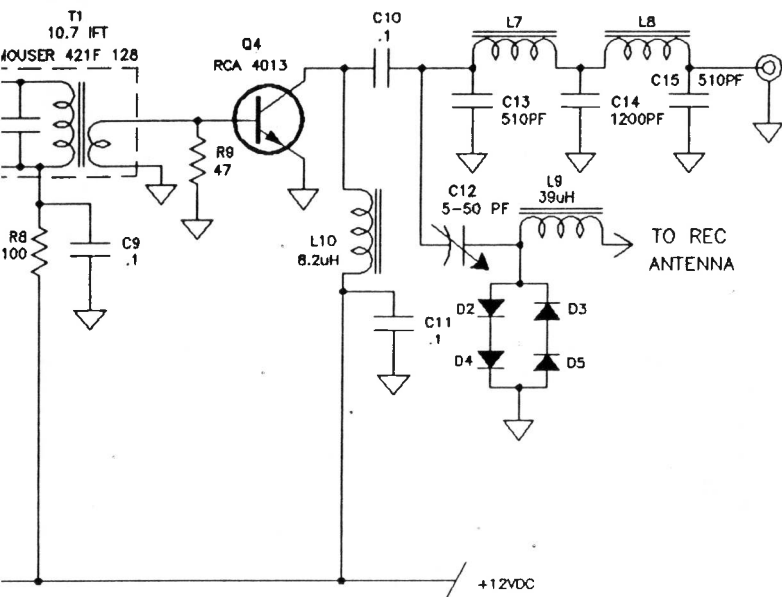 T1
10.7 IFT
MOUSER 421F 128
Q4
RCA 4013
R9
47
R8
100
C9
.1
C10
.1
L10
8.2uH
C11
.1
L7
L8
C13
510PF
C14
1200PF
C15 510PF
C12
5-50 PF
L9
39uH
TO REC
ANTENNA
D2
D3
D4
D5
+12VDC